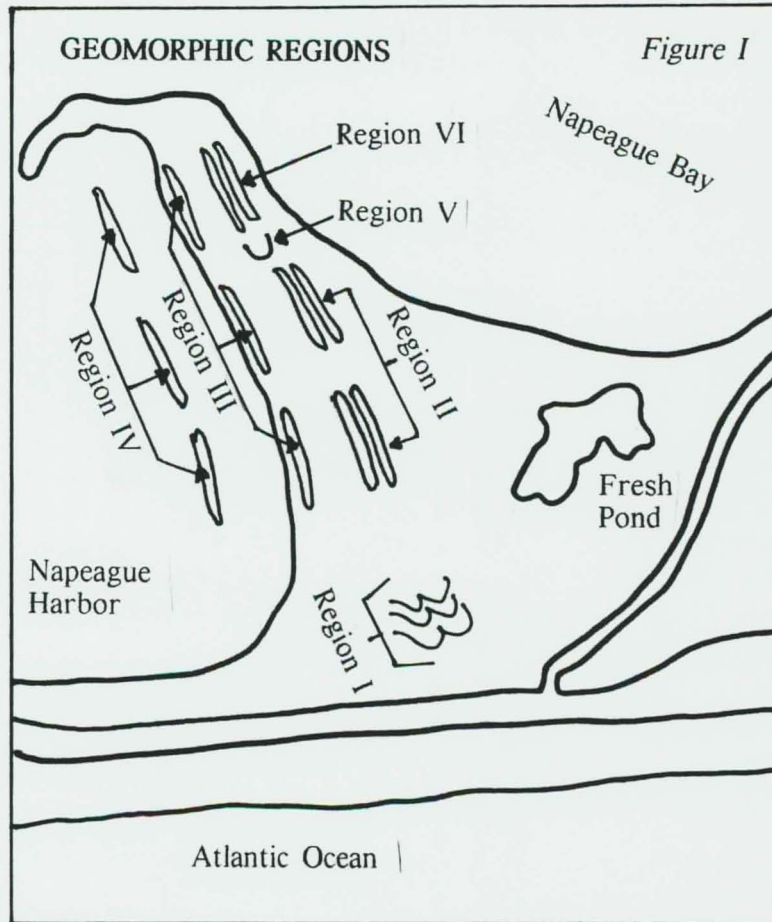 GEOMORPHIC REGIONS
Figure I
Napeague Bay
Region VI
Region V
Region IV
Region III
Region II
Fresh
Pond
Napeague
Harbor
Region I
Atlantic Ocean